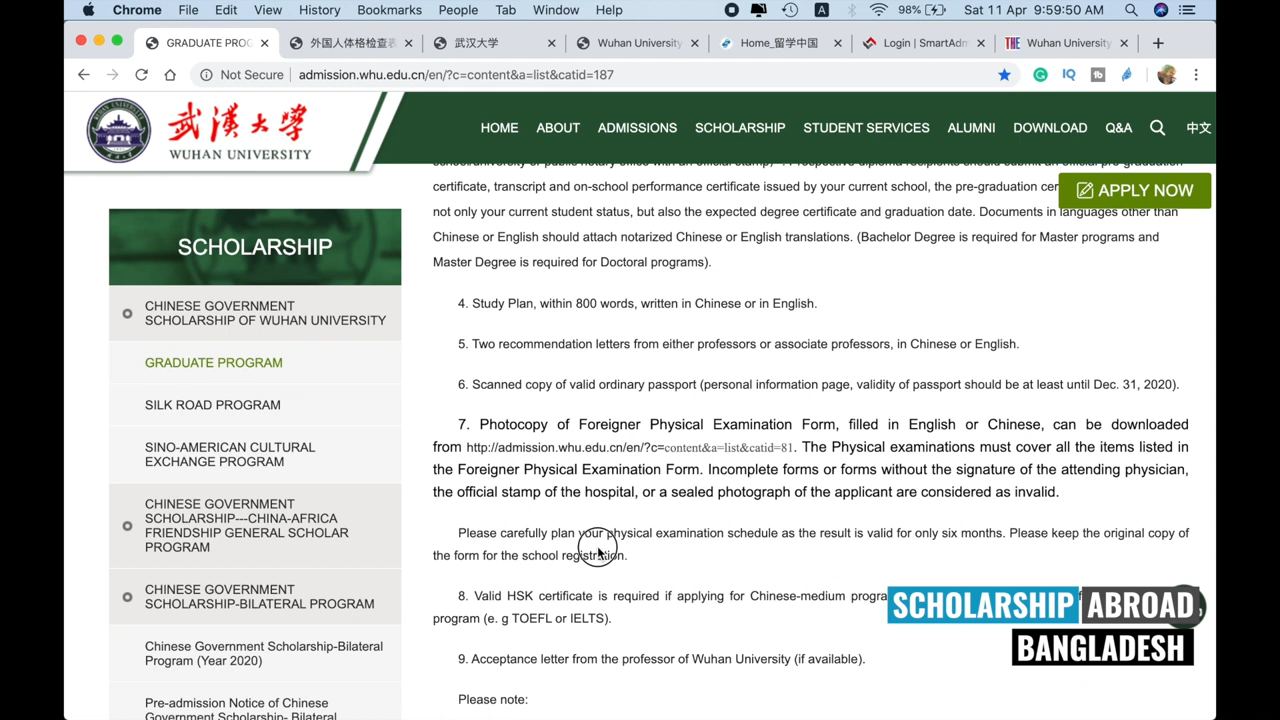 Chrome File Edit View History Bookmarks People Tab Window Help 98% Sat 11 Apr 9:59:50 AM
GRADUATE PROG 外国人体格检查表 武汉大学 Wuhan University Home_留学中国 Login | SmartAdm Wuhan University
Not Secure admission.whu.edu.cn/en/?c=content&a=list&catid=187
武漢大學
WUHAN UNIVERSITY
HOME ABOUT ADMISSIONS SCHOLARSHIP STUDENT SERVICES ALUMNI DOWNLOAD Q&A 中文
APPLY NOW
SCHOLARSHIP
CHINESE GOVERNMENT
SCHOLARSHIP OF WUHAN UNIVERSITY
GRADUATE PROGRAM
SILK ROAD PROGRAM
SINO-AMERICAN CULTURAL
EXCHANGE PROGRAM
CHINESE GOVERNMENT
SCHOLARSHIP---CHINA-AFRICA
FRIENDSHIP GENERAL SCHOLAR
PROGRAM
CHINESE GOVERNMENT
SCHOLARSHIP-BILATERAL PROGRAM
Chinese Government Scholarship-Bilateral
Program (Year 2020)
Pre-admission Notice of Chinese
Government Scholarship- Bilateral
certificate, transcript and on-school performance certificate issued by your current school, the pre-graduation
not only your current student status, but also the expected degree certificate and graduation date. Documents in languages other than
Chinese or English should attach notarized Chinese or English translations. (Bachelor Degree is required for Master programs and
Master Degree is required for Doctoral programs).
4. Study Plan, within 800 words, written in Chinese or in English.
5. Two recommendation letters from either professors or associate professors, in Chinese or English.
6. Scanned copy of valid ordinary passport (personal information page, validity of passport should be at least until Dec. 31, 2020).
7. Photocopy of Foreigner Physical Examination Form, filled in English or Chinese, can be downloaded
from http://admission.whu.edu.cn/en/?c=content&a=list&catid=81. The Physical examinations must cover all the items listed in
the Foreigner Physical Examination Form. Incomplete forms or forms without the signature of the attending physician,
the official stamp of the hospital, or a sealed photograph of the applicant are considered as invalid.
Please carefully plan your physical examination schedule as the result is valid for only six months. Please keep the original copy of
the form for the school registration.
8. Valid HSK certificate is required if applying for Chinese-medium
program (e. g TOEFL or IELTS).
9. Acceptance letter from the professor of Wuhan University (if available).
Please note:
SCHOLARSHIP ABROAD
BANGLADESH